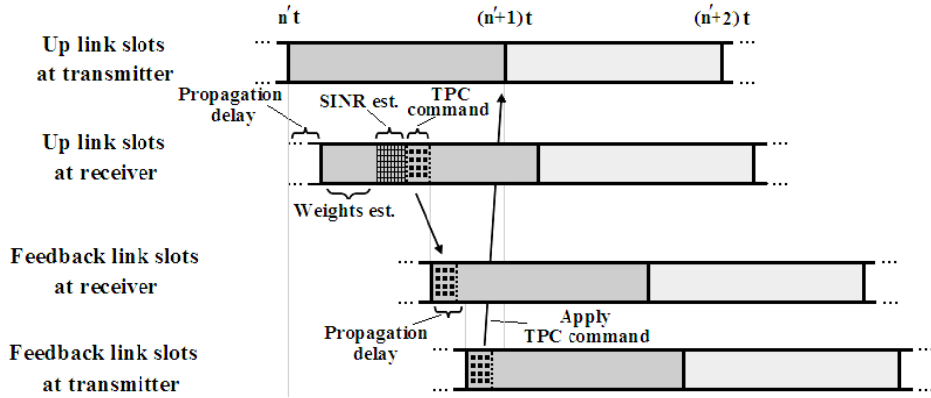 n′t (n′+1) t (n′+2) t
Up link slots
at transmitter
... ...
Propagation
delay
SINR est.
TPC
command
Up link slots
at receiver
... ...
Weights est.
Feedback link slots
at receiver
... ...
Propagation
delay
Apply
TPC command
Feedback link slots
at transmitter
... ...